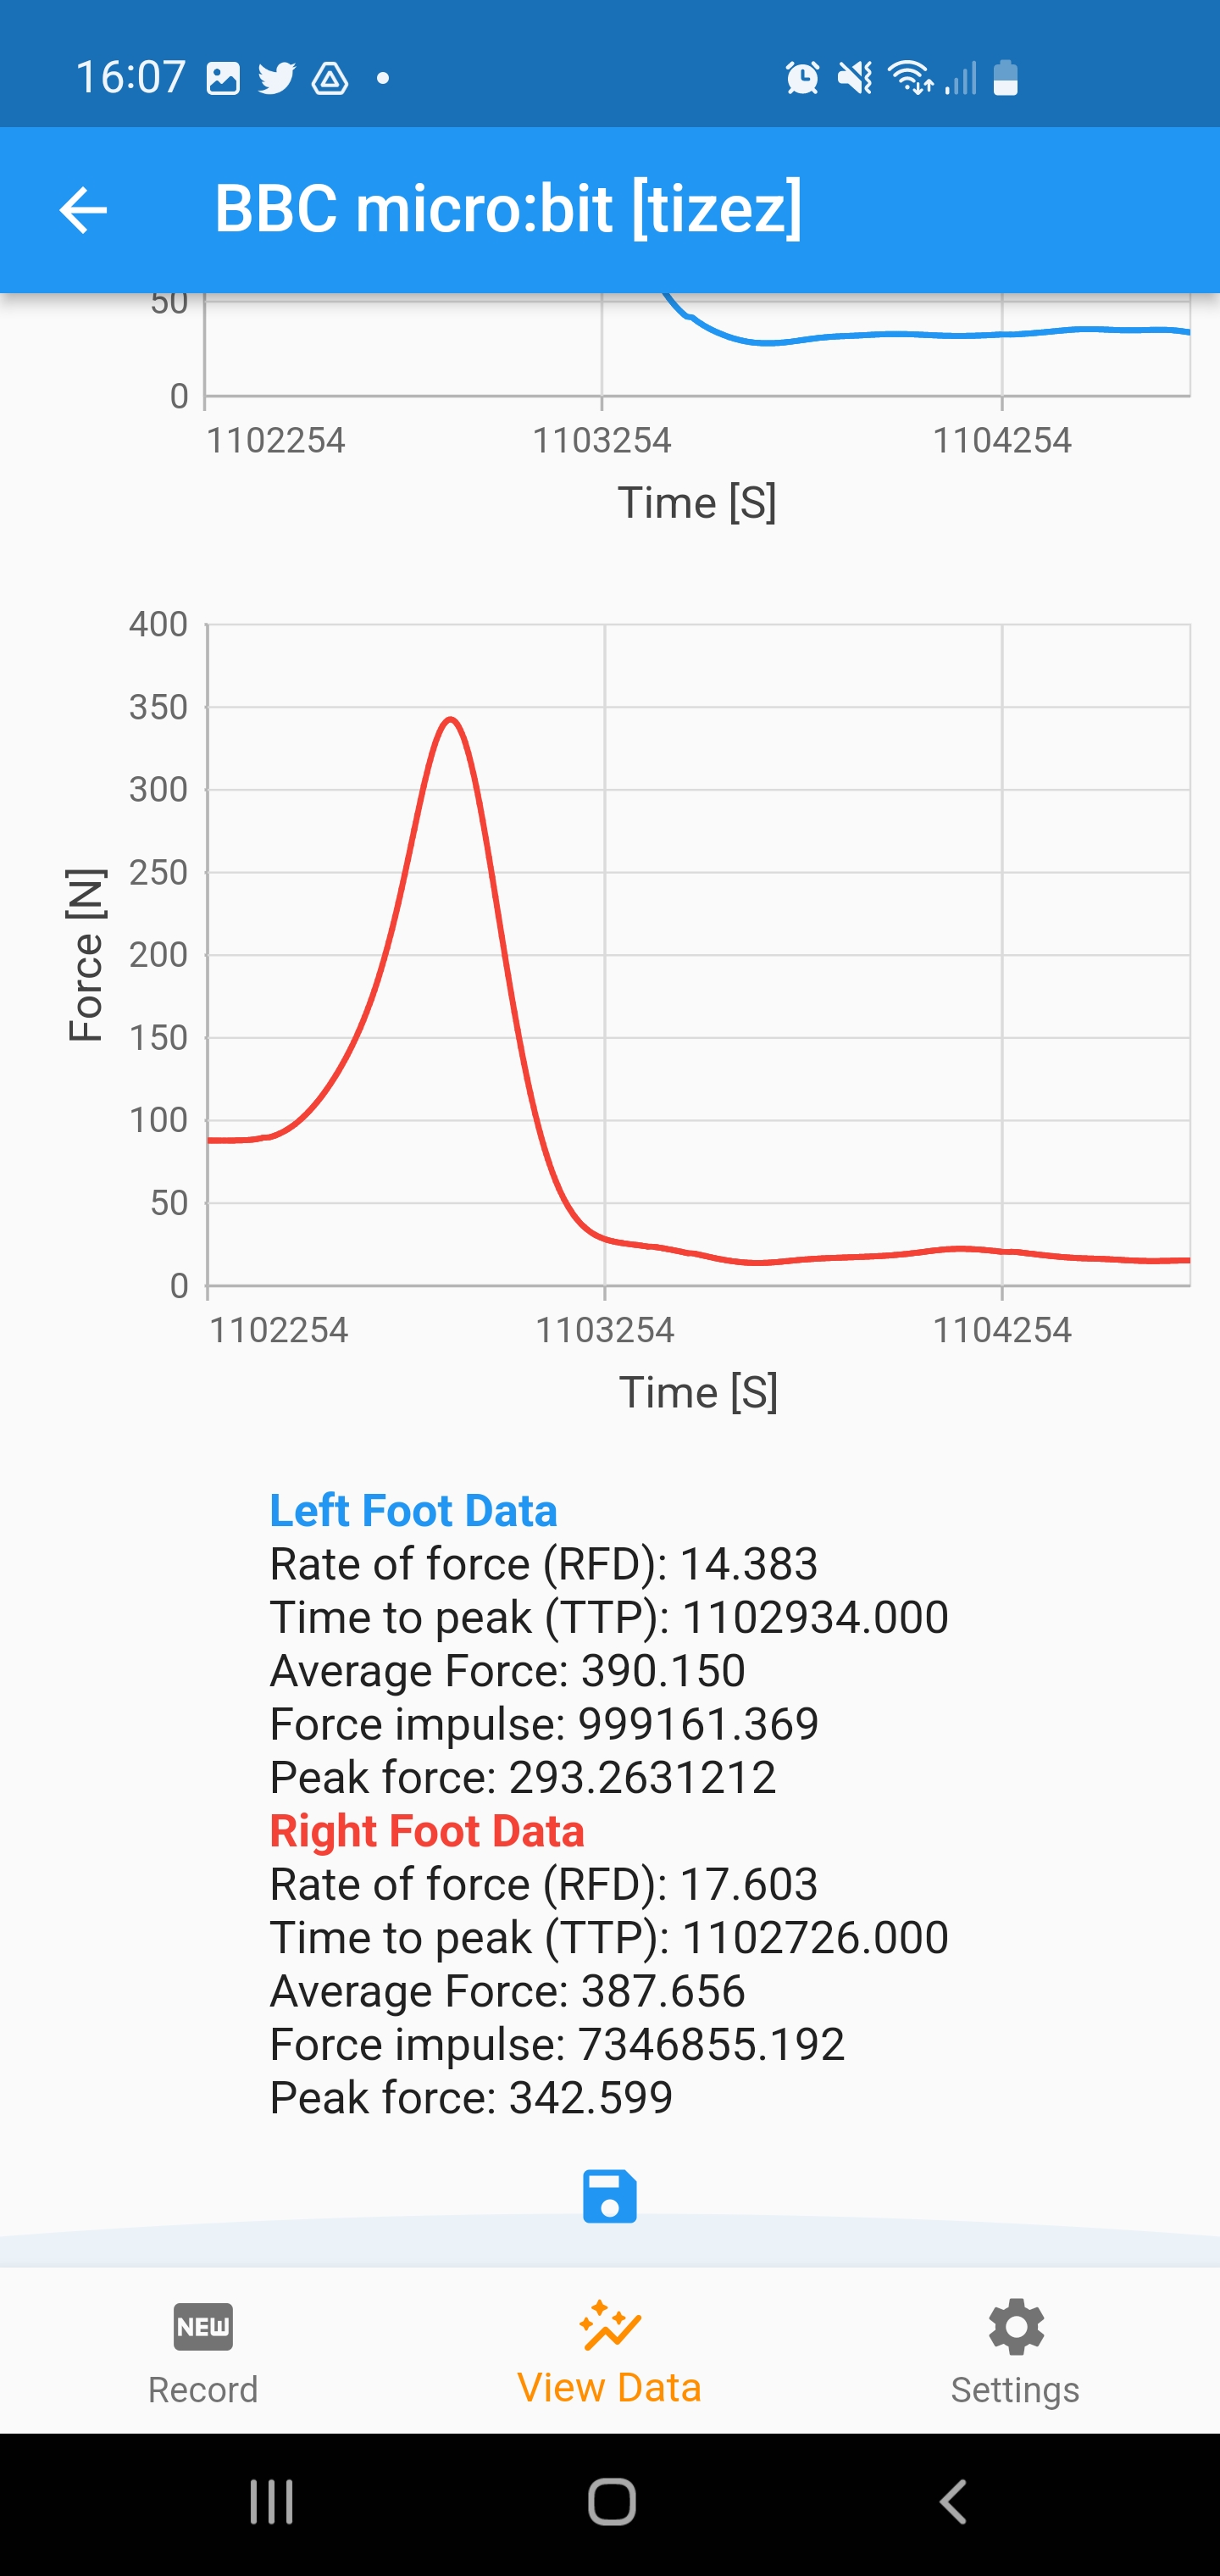 16:07
BBC micro:bit [tizez]
50
0
1102254 1103254 1104254
Time [S]
400
350
300
250
200
150
100
50
0
Force [N]
1102254 1103254 1104254
Time [S]
Left Foot Data
Rate of force (RFD): 14.383
Time to peak (TTP): 1102934.000
Average Force: 390.150
Force impulse: 999161.369
Peak force: 293.2631212
Right Foot Data
Rate of force (RFD): 17.603
Time to peak (TTP): 1102726.000
Average Force: 387.656
Force impulse: 7346855.192
Peak force: 342.599
NEW
Record View Data Settings